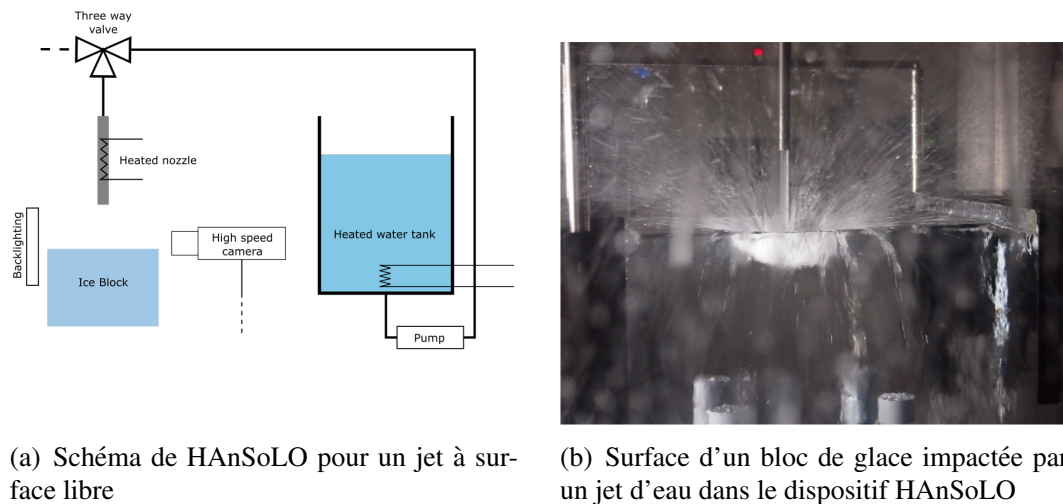 Three way
valve
Heated nozzle
Backlighting
High speed
camera
Heated water tank
Ice Block
Pump
(a) Schéma de HAnSoLO pour un jet à sur-
face libre
(b) Surface d'un bloc de glace impactée par
un jet d'eau dans le dispositif HAnSoLO